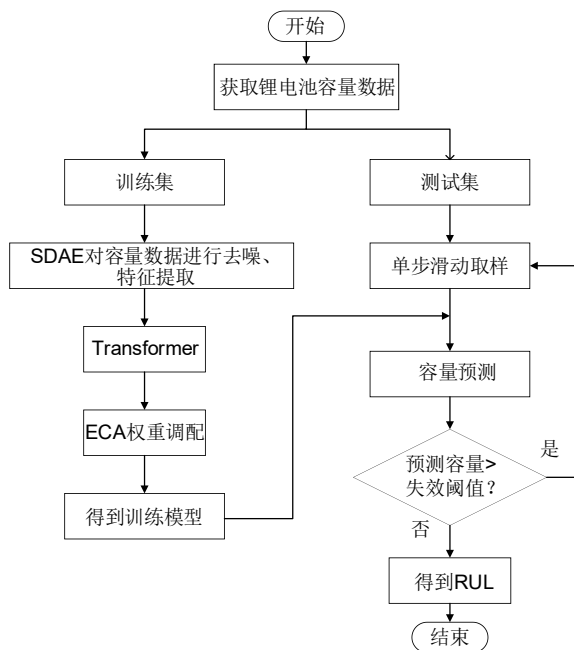 开始
获取锂电池容量数据
训练集
SDAE对容量数据进行去噪、
特征提取
Transformer
ECA权重调配
得到训练模型
测试集
单步滑动取样
容量预测
预测容量>
失效阈值?
是
否
得到RUL
结束